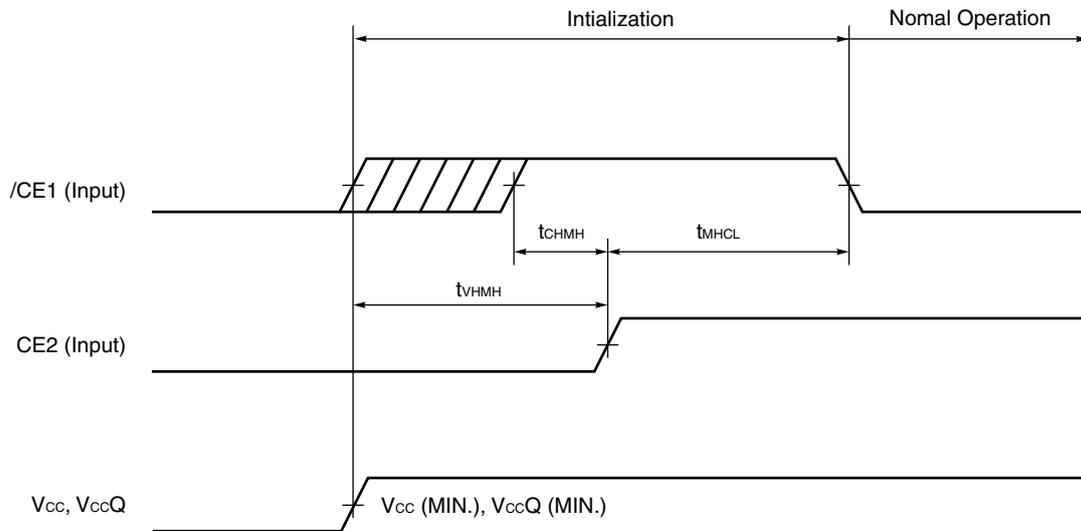 Intialization
Nomal Operation
/CE1 (Input)
tCHMH
tMHCL
tVHMH
CE2 (Input)
VCC, VCCQ
VCC (MIN.), VCCQ (MIN.)